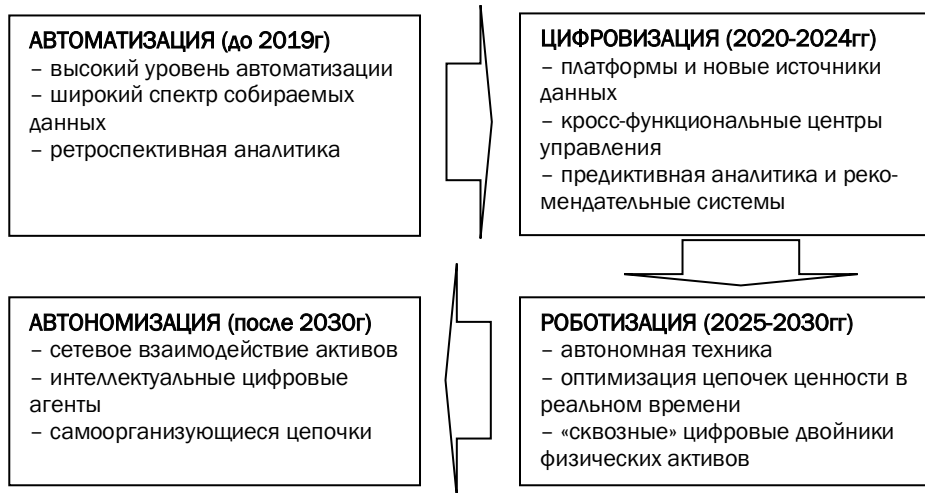 АВТОМАТИЗАЦИЯ (до 2019г)
– высокий уровень автоматизации
– широкий спектр собираемых
данных
– ретроспективная аналитика
ЦИФРОВИЗАЦИЯ (2020-2024гг)
– платформы и новые источники
данных
– кросс-функциональные центры
управления
– предиктивная аналитика и реко-
мендательные системы
РОБОТИЗАЦИЯ (2025-2030гг)
– автономная техника
– оптимизация цепочек ценности в
реальном времени
– «сквозные» цифровые двойники
физических активов
АВТОНОМИЗАЦИЯ (после 2030г)
– сетевое взаимодействие активов
– интеллектуальные цифровые
агенты
– самоорганизующиеся цепочки